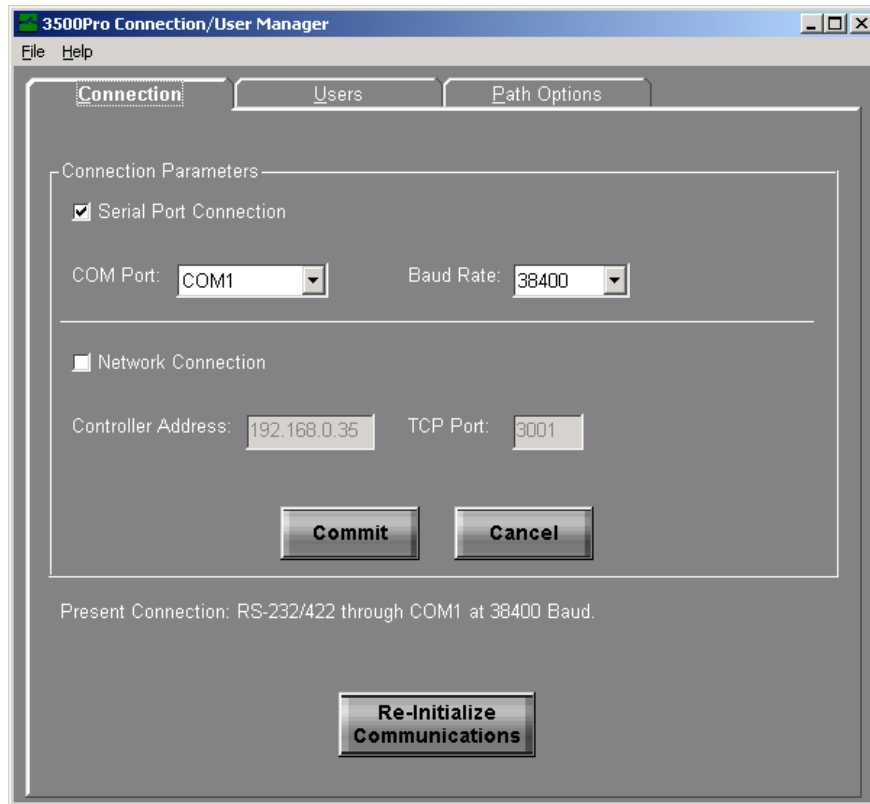 3500Pro Connection/User Manager
File Help
Connection Users Path Options
Connection Parameters
Serial Port Connection
COM Port: COM1 Baud Rate: 38400
Network Connection
Controller Address: 192.168.0.35 TCP Port: 3001
Commit Cancel
Present Connection: RS-232/422 through COM1 at 38400 Baud.
Re-Initialize
Communications